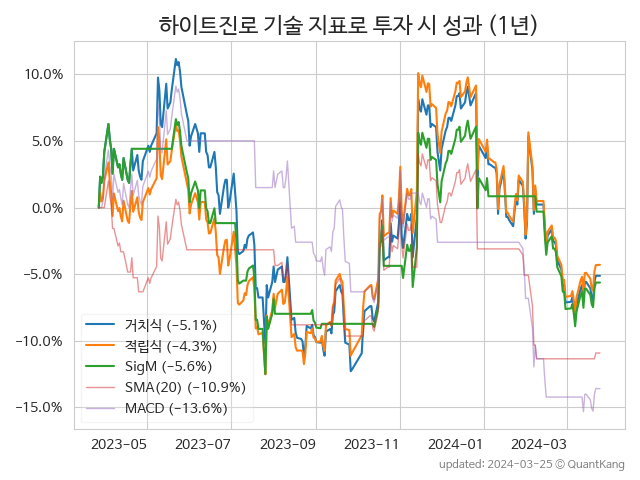 하이트진로 기술 지표로 투자 시 성과 (1년)
10.0%
5.0%
0.0%
−5.0%
−10.0%
−15.0%
거치식 (−5.1%)
적립식 (−4.3%)
SigM (−5.6%)
SMA(20) (−10.9%)
MACD (−13.6%)
2023−05 2023−07 2023−09 2023−11 2024−01 2024−03
updated: 2024−03−25 © QuantKang